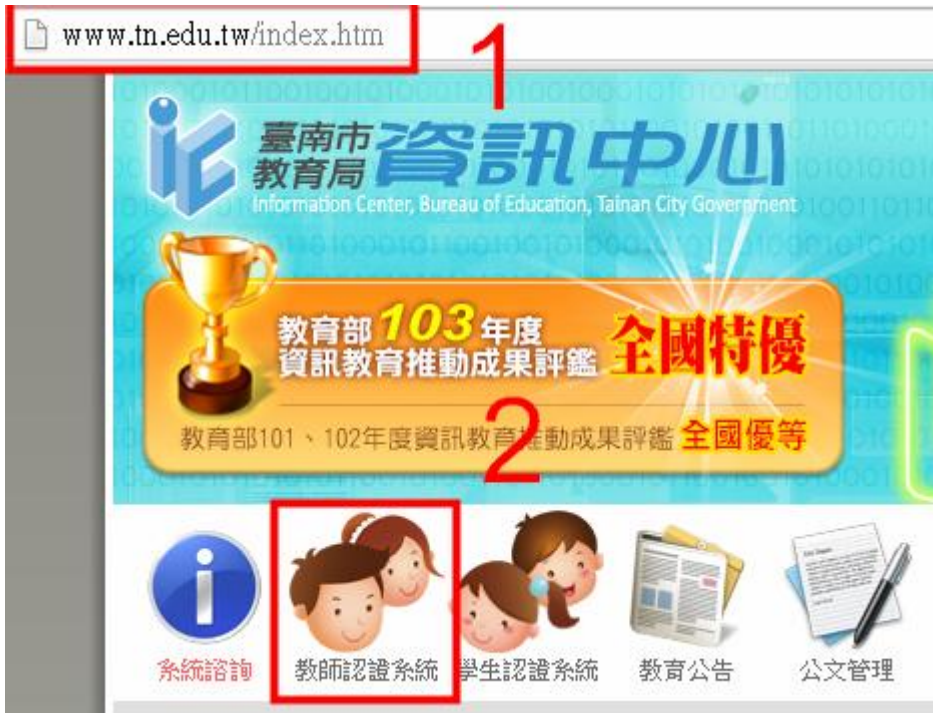 www.tn.edu.tw/index.htm
1
臺南市
教育局
資訊中心
Information Center, Bureau of Education, Tainan City Government
教育部103年度
資訊教育推動成果評鑑
全國特優
2
教育部101、102年度資訊教育推動成果評鑑 全國優等
系統諮詢
教師認證系統
學生認證系統
教育公告
公文管理